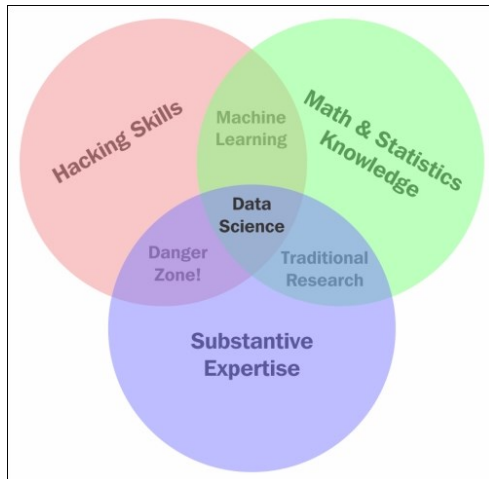 Hacking Skills
Machine
Learning
Math & Statistics
Knowledge
Data
Science
Danger
Zone!
Traditional
Research
Substantive
Expertise